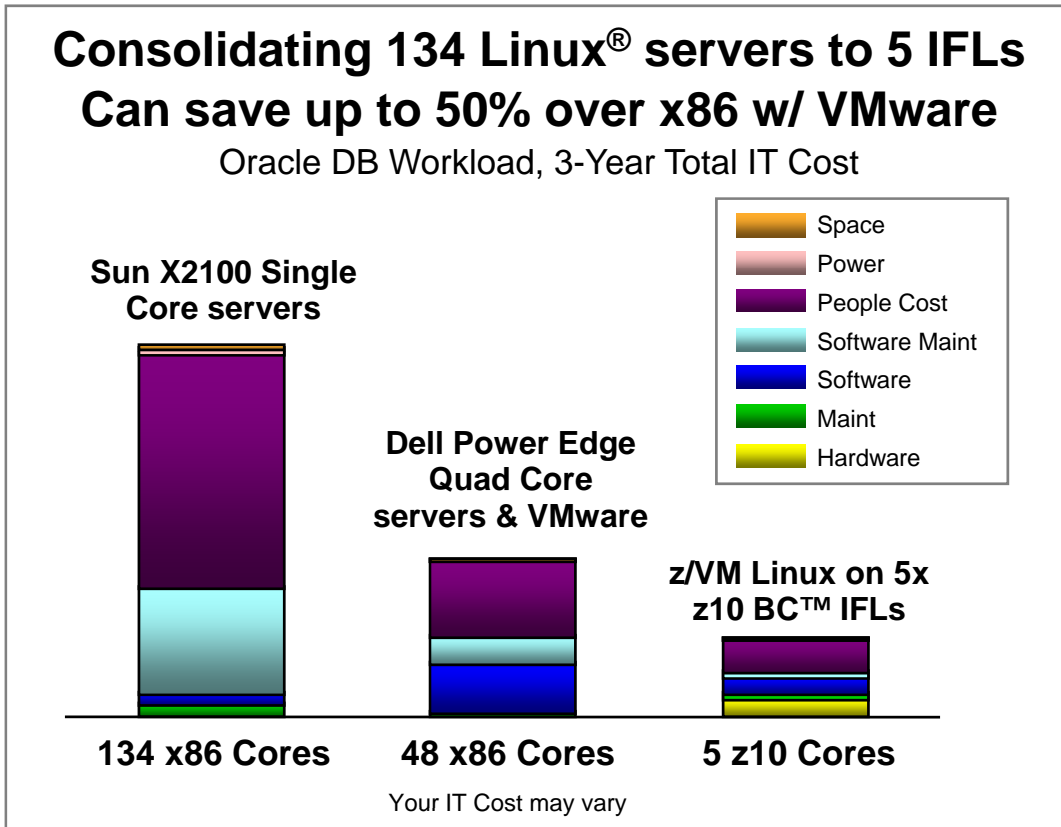 Consolidating 134 Linux® servers to 5 IFLs
Can save up to 50% over x86 w/ VMware
Oracle DB Workload, 3-Year Total IT Cost
Space
Power
People Cost
Software Maint
Software
Maint
Hardware
Sun X2100 Single
Core servers
Dell Power Edge
Quad Core
servers & VMware
z/VM Linux on 5x
z10 BC™ IFLs
134 x86 Cores
48 x86 Cores
5 z10 Cores
Your IT Cost may vary